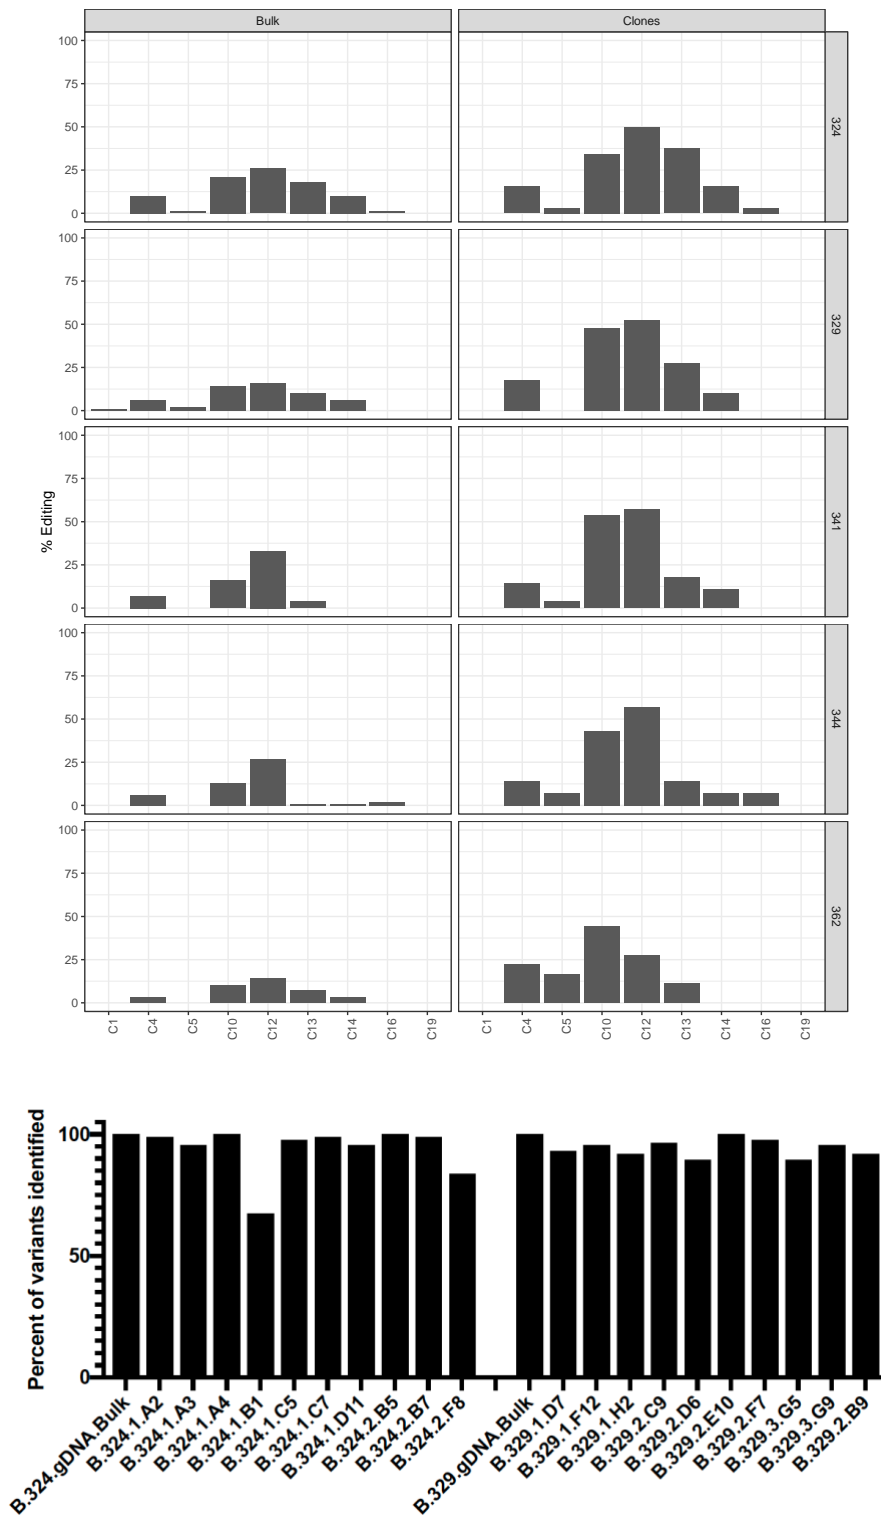 Bulk Clones
100
75
50
25
0
324
100
75
50
25
0
329
% Editing
100
75
50
25
0
341
100
75
50
25
0
344
100
75
50
25
0
362
C1 C4 C5 C10 C12 C13 C14 C16 C19 C1 C4 C5 C10 C12 C13 C14 C16 C19
Percent of variants identified
100
50
0
B.324.gDNA.Bulk
B.324.1.A2
B.324.1.A3
B.324.1.A4
B.324.1.B1
B.324.1.C5
B.324.1.C7
B.324.1.D11
B.324.2.B5
B.324.2.B7
B.324.2.F8
B.329.gDNA.Bulk
B.329.1.D7
B.329.1.F12
B.329.1.H2
B.329.2.C9
B.329.2.D6
B.329.2.E10
B.329.2.F7
B.329.3.G5
B.329.3.G9
B.329.2.B9